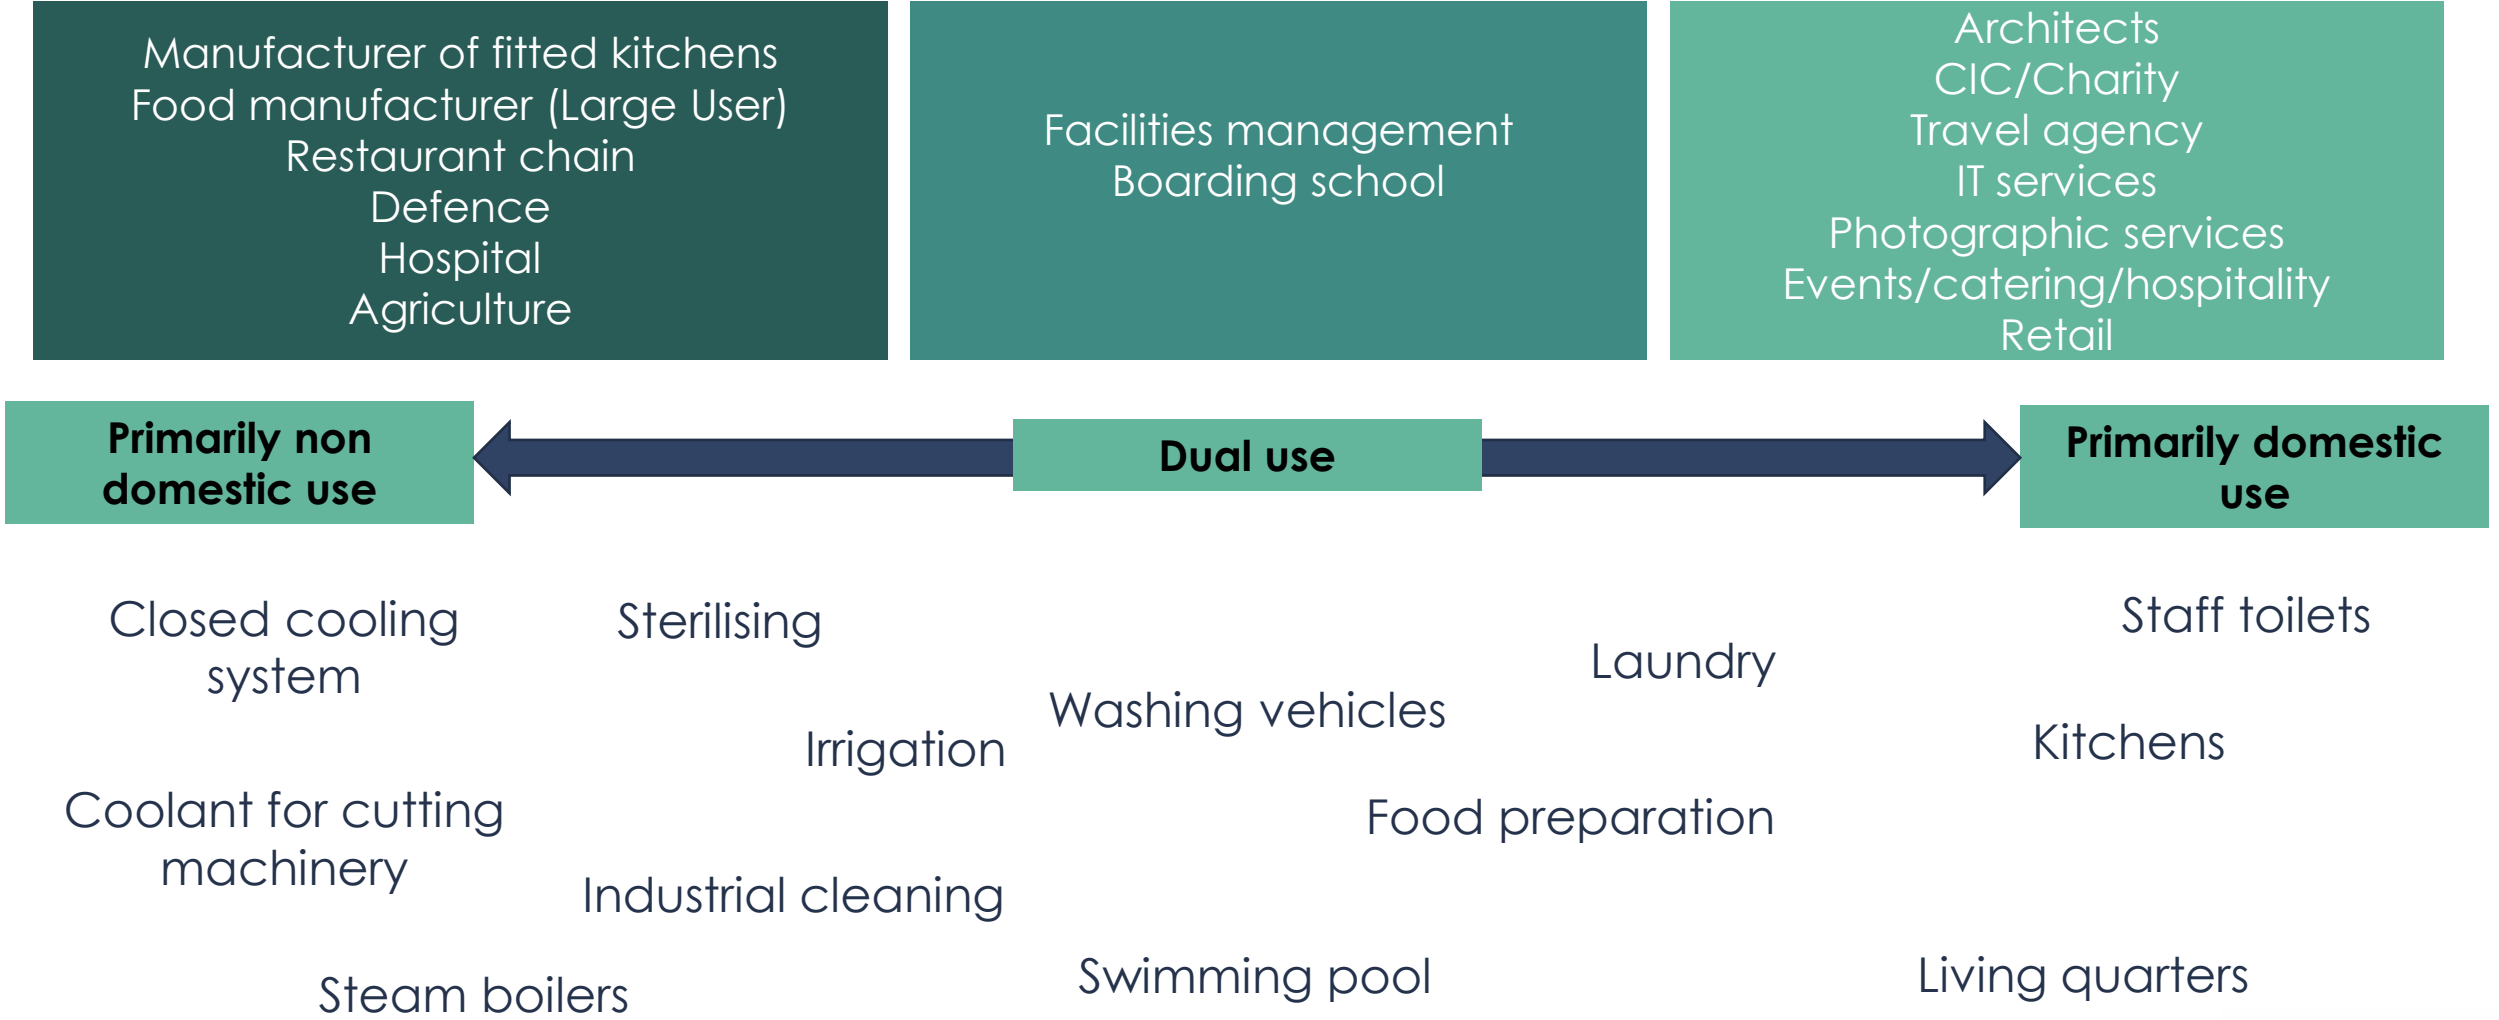 Manufacturer of fitted kitchens
Food manufacturer (Large User)
Restaurant chain
Defence
Hospital
Agriculture
Facilities management
Boarding school
Architects
CIC/Charity
Travel agency
IT services
Photographic services
Events/catering/hospitality
Retail
Primarily non
domestic use
Dual use
Primarily domestic
use
Closed cooling
system
Sterilising
Staff toilets
Laundry
Washing vehicles
Irrigation
Kitchens
Coolant for cutting
machinery
Food preparation
Industrial cleaning
Steam boilers
Swimming pool
Living quarters